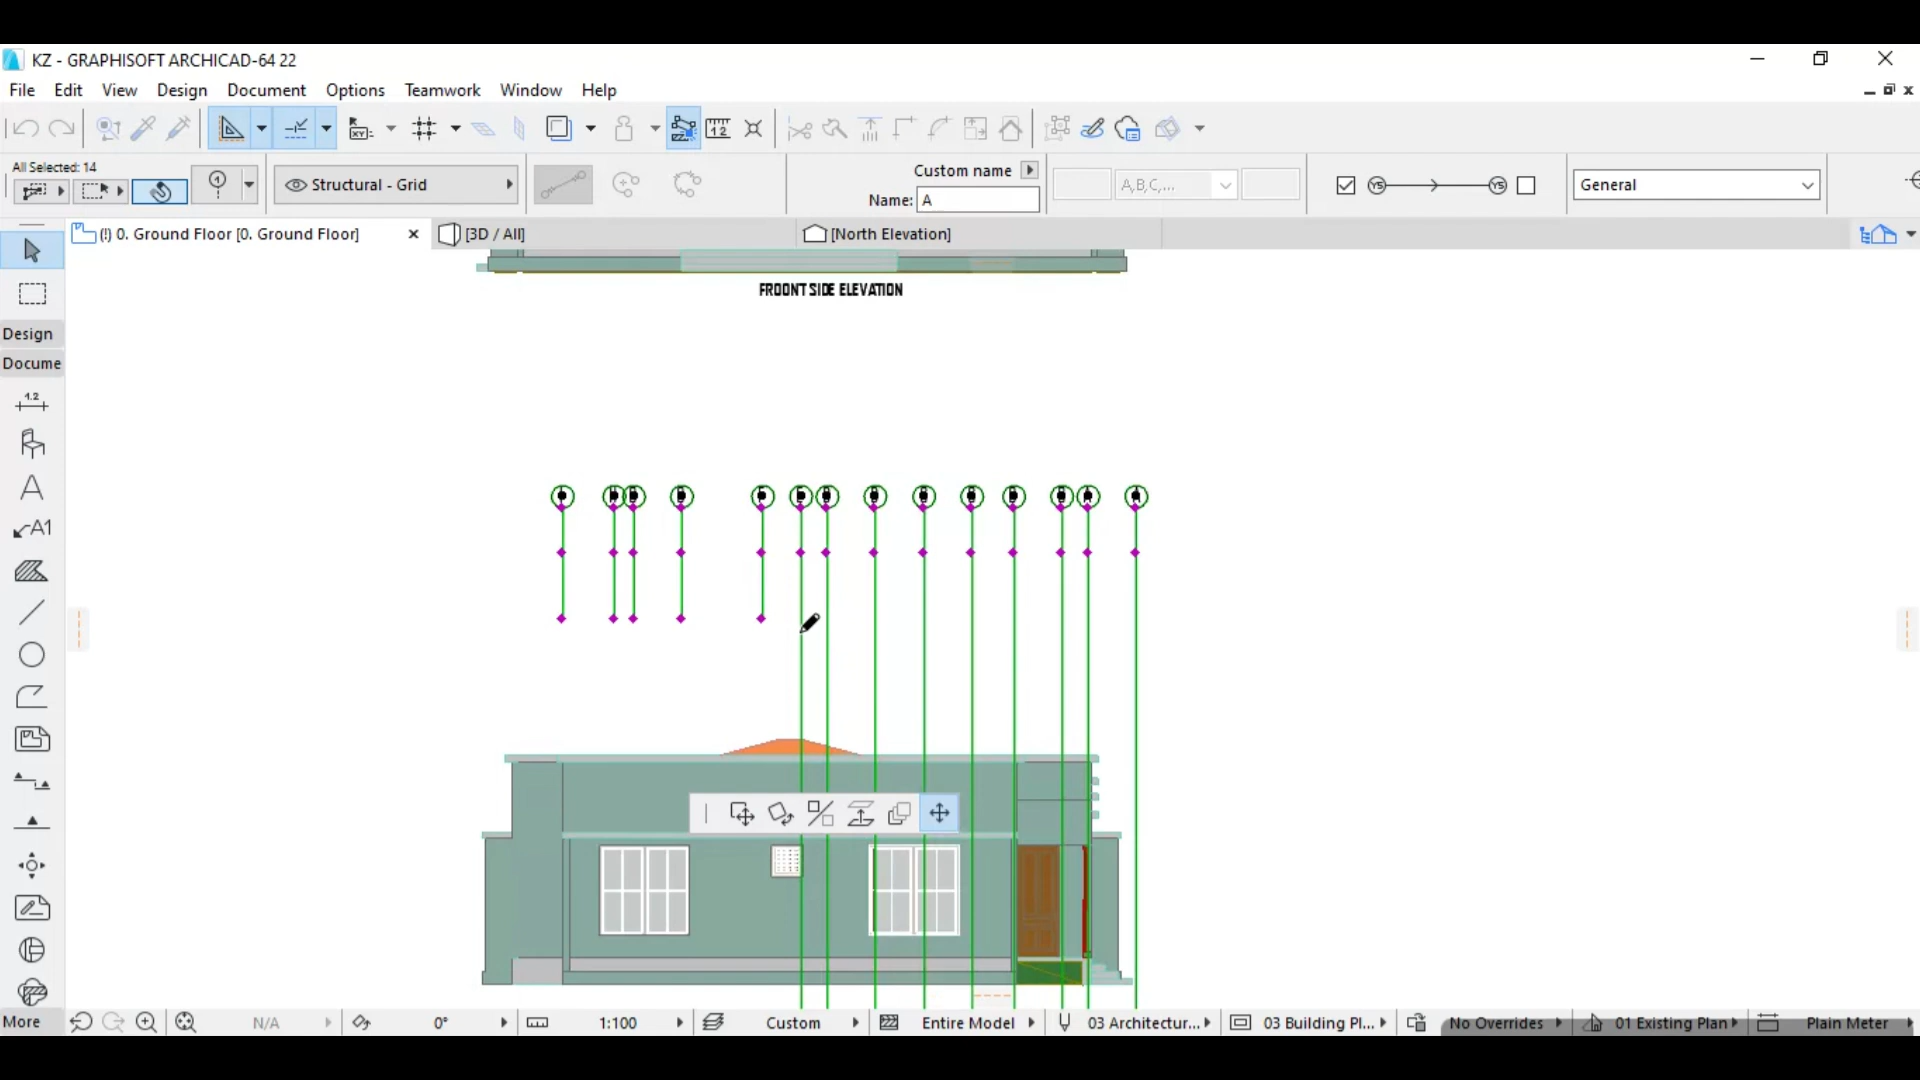 KZ - GRAPHISOFT ARCHICAD-64 22
File Edit View Design Document Options Teamwork Window Help
All Selected: 14
Structural - Grid
Custom name
Name: A
A,B,C,...
General
(!) 0. Ground Floor [0. Ground Floor]
[3D / All]
[North Elevation]
Design
Docume
FROONT SIDE ELEVATION
More
N/A
0°
1:100
Custom
Entire Model
03 Architectur...
03 Building Pl...
No Overrides
01 Existing Plan
Plain Meter